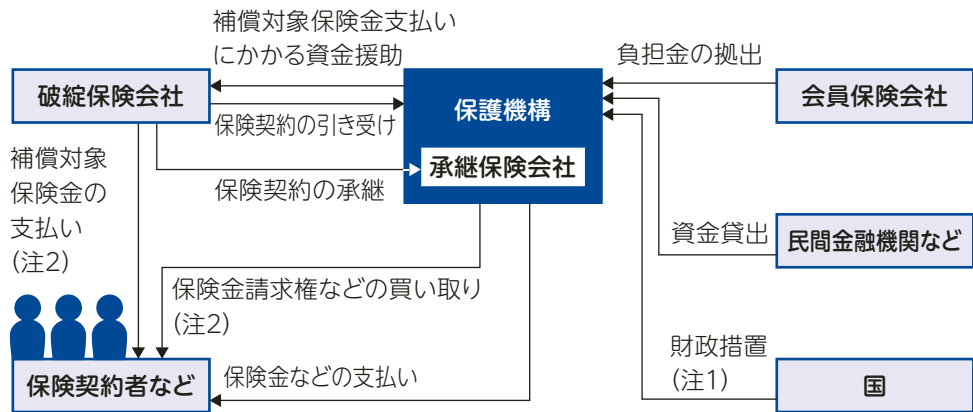 補償対象保険金支払い
にかかる資金援助
負担金の拠出
破綻保険会社
保護機構
会員保険会社
保険契約の引き受け
承継保険会社
補償対象
保険金の
支払い
(注2)
保険契約の承継
資金貸出
民間金融機関など
保険金請求権などの買い取り
(注2)
財政措置
(注1)
保険契約者など
保険金などの支払い
国